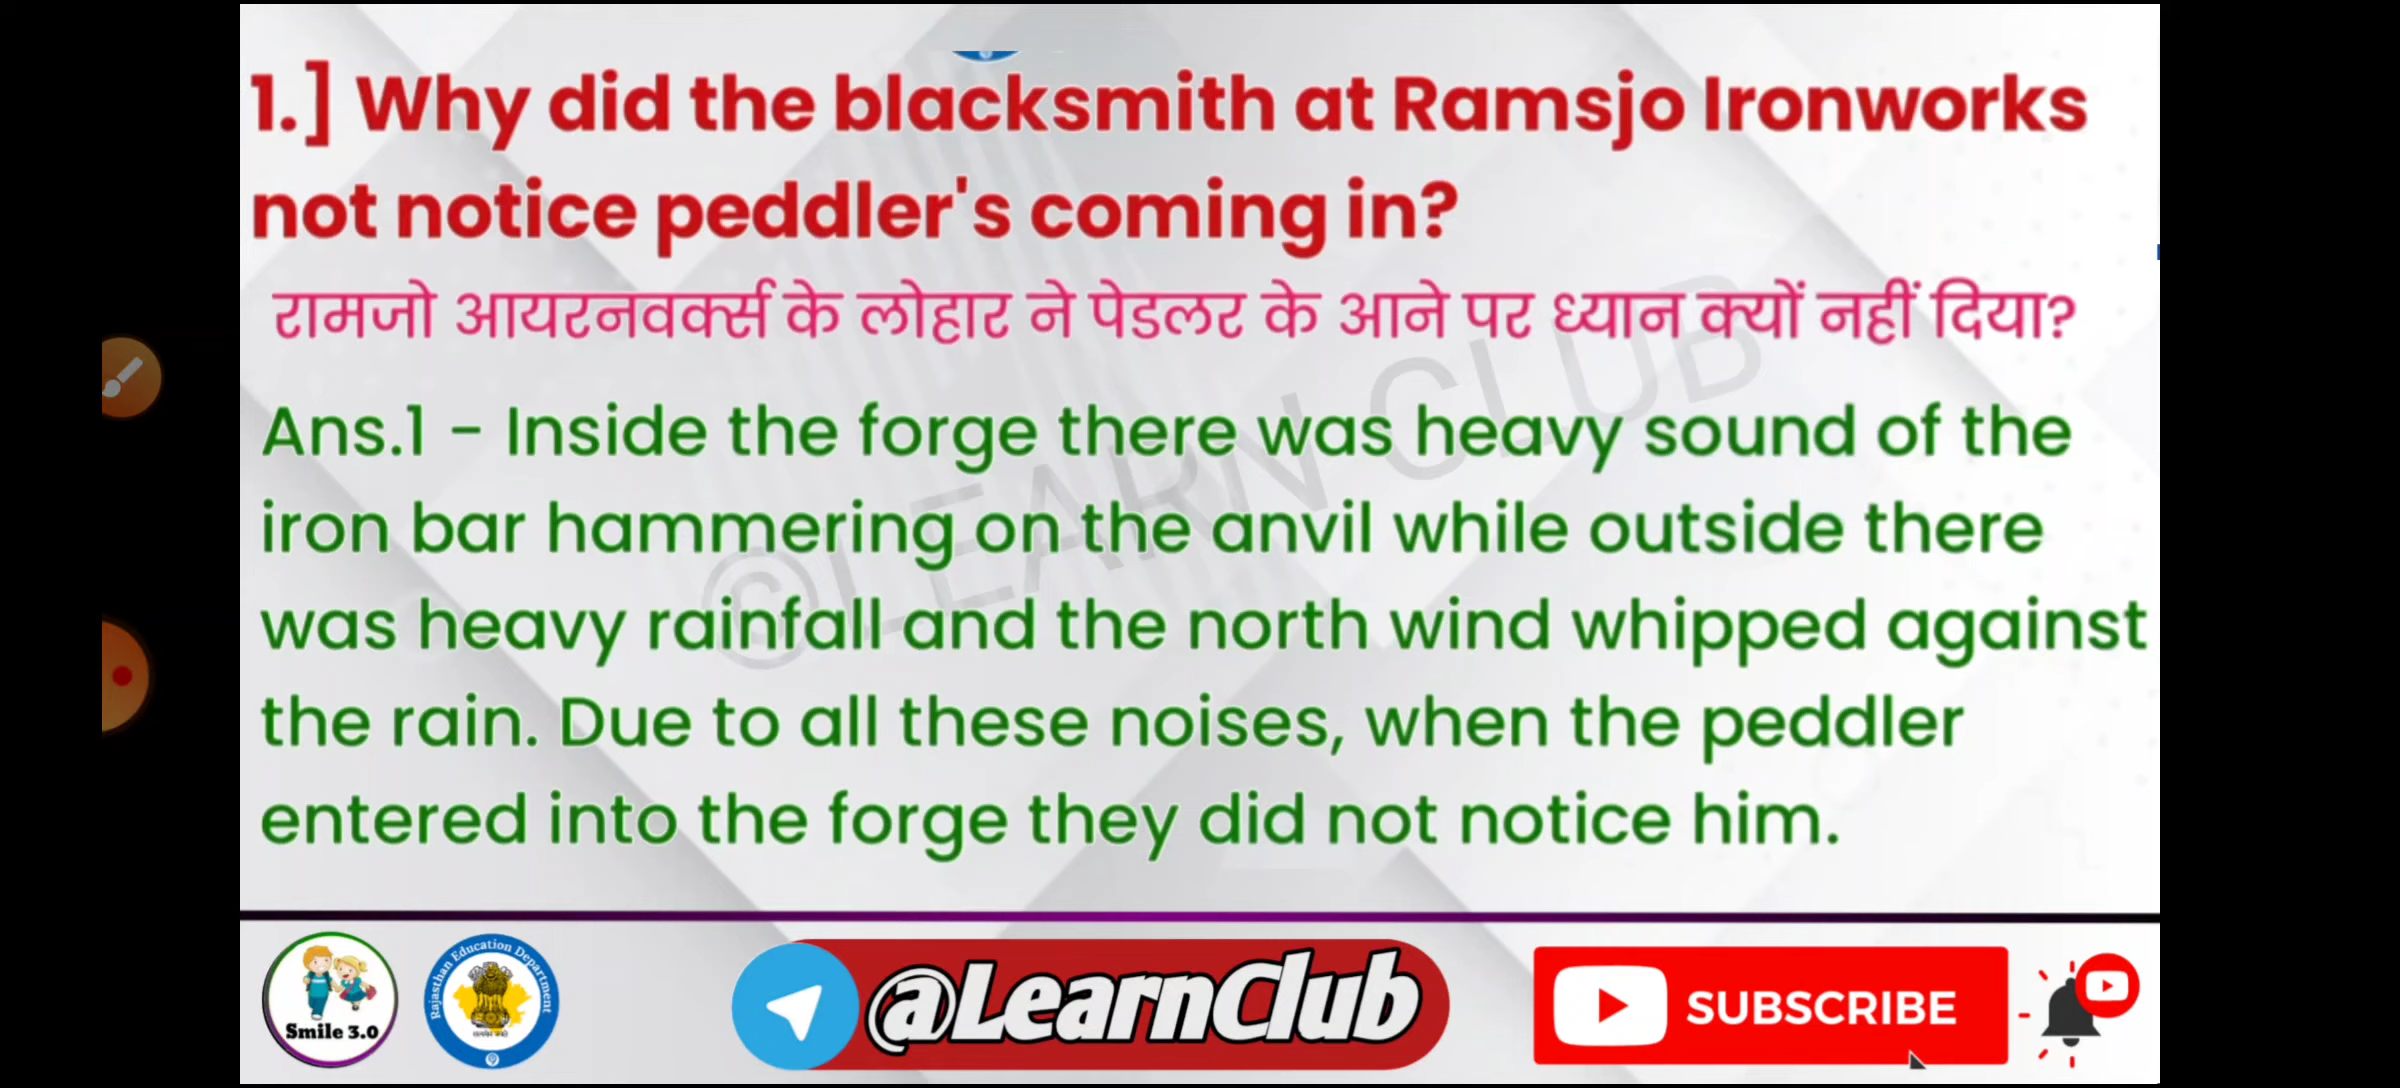 1.] Why did the blacksmith at Ramsjo Ironworks
not notice peddler's coming in?
रामजो आयरनवर्क्स के लोहार ने पेडलर के आने पर ध्यान क्यों नहीं दिया?
©LEARN CLUB
Ans.1 - Inside the forge there was heavy sound of the
iron bar hammering on the anvil while outside there
was heavy rainfall and the north wind whipped against
the rain. Due to all these noises, when the peddler
entered into the forge they did not notice him.
Smile 3.0
Rajasthan Education Department
@LearnClub
SUBSCRIBE